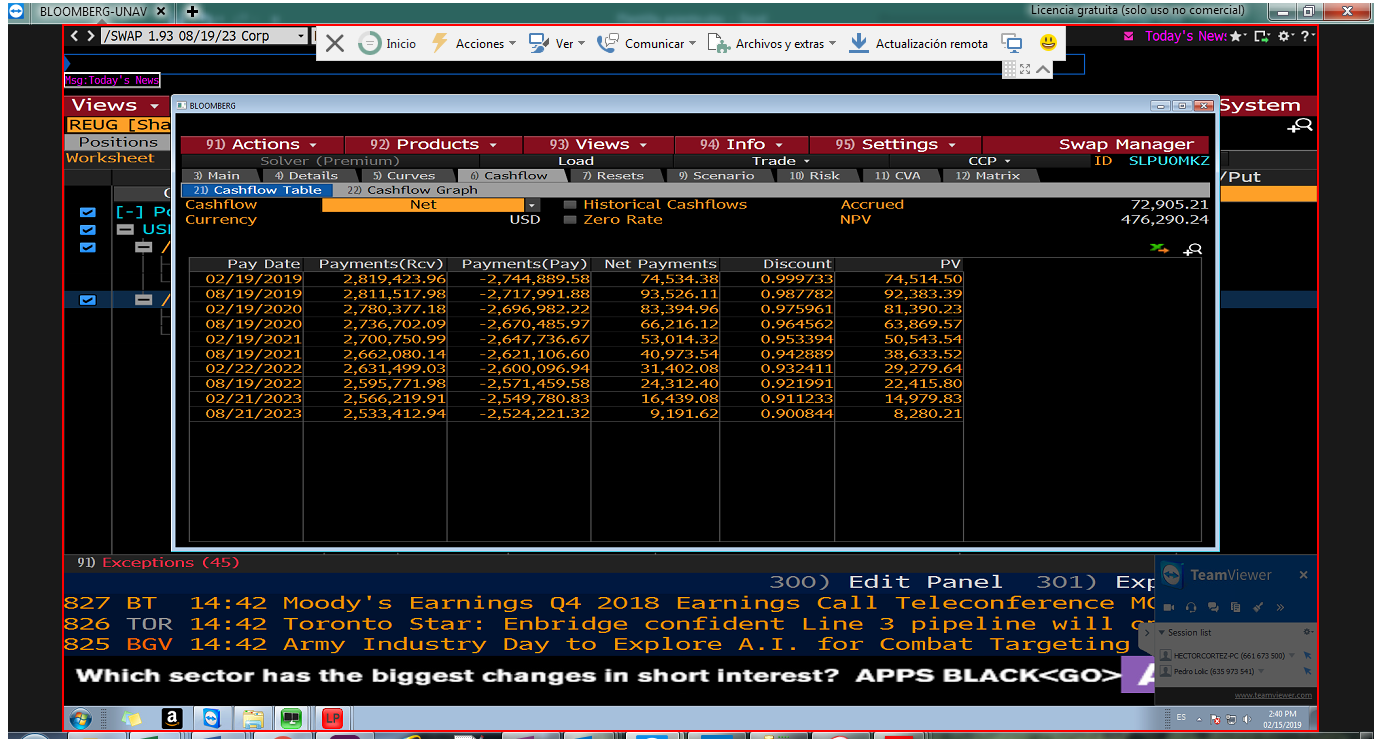 BLOOMBERG-UNAV × + Licencia gratuita (solo uso no comercial)
< > /SWAP 1.93 08/19/23 Corp Inicio Acciones Ver Comunicar Archivos y extras Actualización remota Today's New:
Msg:Today's News
Views BLOOMBERG System
REUG [Sha
Positions 91) Actions 92) Products 93) Views 94) Info 95) Settings Swap Manager
Worksheet Solver (Premium) Load Trade CCP ID SLPU0MKZ
3) Main 4) Details 5) Curves 6) Cashflow 7) Resets 9) Scenario 10) Risk 11) CVA 12) Matrix /Put
21) Cashflow Table 22) Cashflow Graph
Cashflow Net Historical Cashflows Accrued 72,905.21
[-] Po
Currency USD Zero Rate NPV 476,290.24
USI
Pay Date Payments(Rcv) Payments(Pay) Net Payments Discount PV
02/19/2019 2,819,423.96 -2,744,889.58 74,534.38 0.999733 74,514.50
08/19/2019 2,811,517.98 -2,717,991.88 93,526.11 0.987782 92,383.39
02/19/2020 2,780,377.18 -2,696,982.22 83,394.96 0.975961 81,390.23
08/19/2020 2,736,702.09 -2,670,485.97 66,216.12 0.964562 63,869.57
02/19/2021 2,700,750.99 -2,647,736.67 53,014.32 0.953394 50,543.54
08/19/2021 2,662,080.14 -2,621,106.60 40,973.54 0.942889 38,633.52
02/22/2022 2,631,499.03 -2,600,096.94 31,402.08 0.932411 29,279.64
08/19/2022 2,595,771.98 -2,571,459.58 24,312.40 0.921991 22,415.80
02/21/2023 2,566,219.91 -2,549,780.83 16,439.08 0.911233 14,979.83
08/21/2023 2,533,412.94 -2,524,221.32 9,191.62 0.900844 8,280.21
91) Exceptions (45)
300) Edit Panel 301) Exp
827 BT 14:42 Moody's Earnings Q4 2018 Earnings Call Teleconference MC
826 TOR 14:42 Toronto Star: Enbridge confident Line 3 pipeline will
825 BGV 14:42 Army Industry Day to Explore A.I. for Combat Targeting
Which sector has the biggest changes in short interest? APPS BLACK<GO>
TeamViewer ×
Session list
HECTORCORTEZ-PC (661 673 500)
Pedro Lolic (635 973 541)
www.teamviewer.com
a LP ES 2:40 PM
02/15/2019